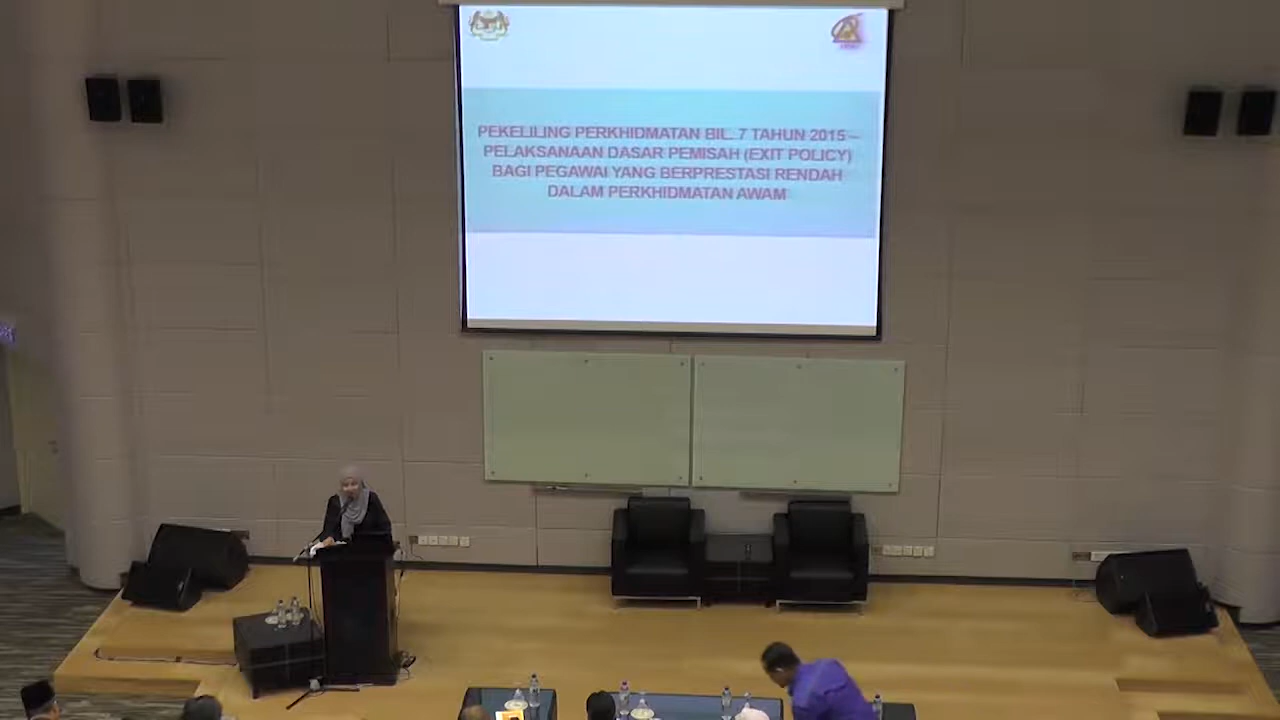 PEKELILING PERKHIDMATAN BIL. 7 TAHUN 2015 –
PELAKSANAAN DASAR PEMISAH (EXIT POLICY)
BAGI PEGAWAI YANG BERPRESTASI RENDAH
DALAM PERKHIDMATAN AWAM